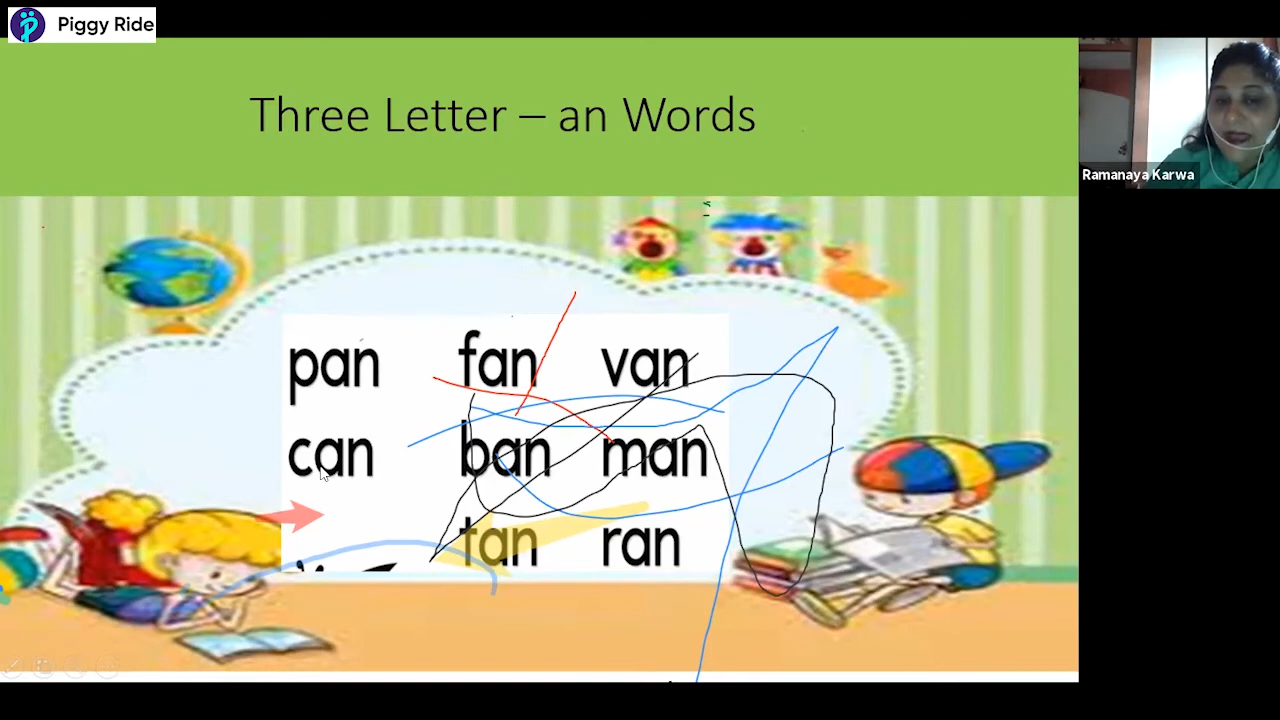 Piggy Ride
Three Letter – an Words
Ramanaya Karwa
pan fan van
can ban man
tan ran